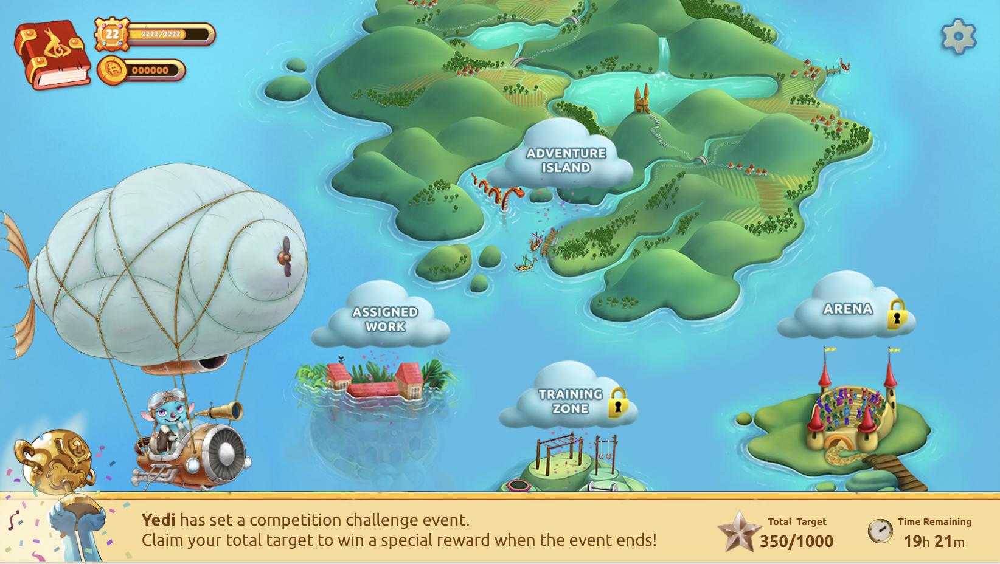 22
2222/2222
000000
ADVENTURE
ISLAND
ASSIGNED
WORK
ARENA
TRAINING
ZONE
Yedi has set a competition challenge event.
Claim your total target to win a special reward when the event ends!
Total Target
350/1000
Time Remaining
19h 21m